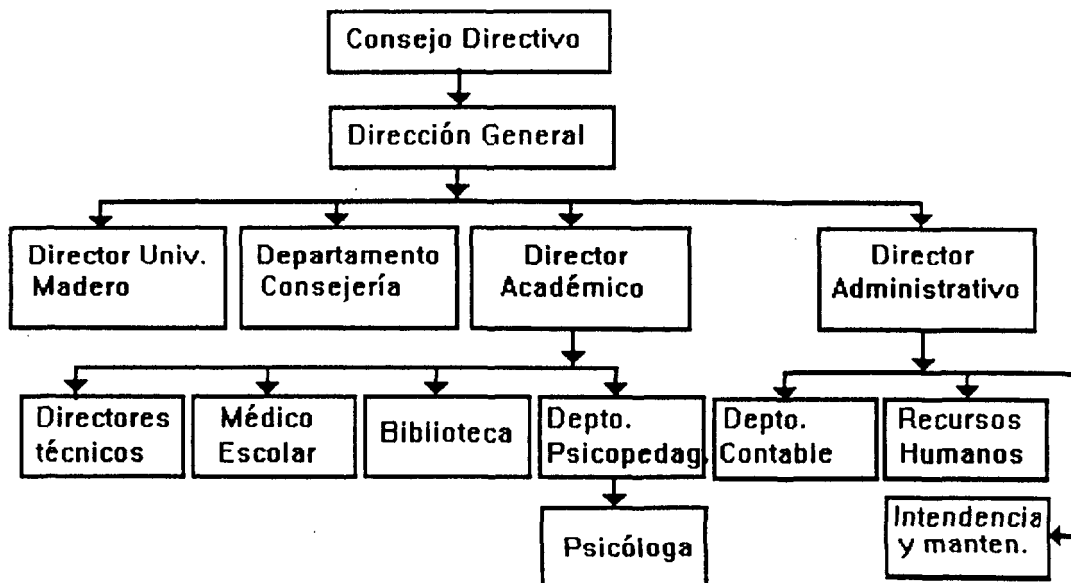 Consejo Directivo
Dirección General
Director Univ.
Madero
Departamento
Consejería
Director
Académico
Director
Administrativo
Directores
técnicos
Médico
Escolar
Biblioteca
Depto.
Psicopedag.
Depto.
Contable
Recursos
Humanos
Psicóloga
Intendencia
y manten.